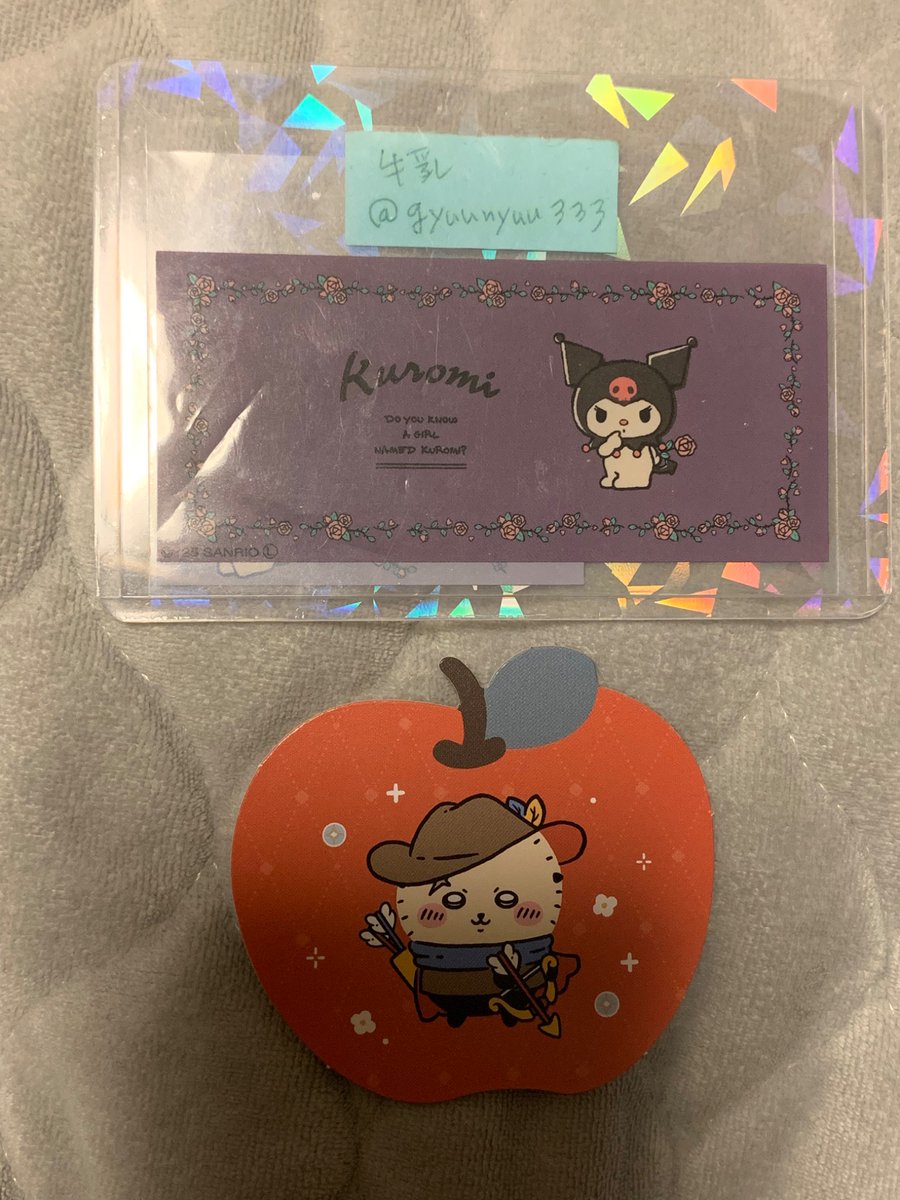 牛乳
@gyuunyuu333
Kuromi
DO YOU KNOW
A GIRL
NAMED KUROMI?
SANRIO Ⓛ